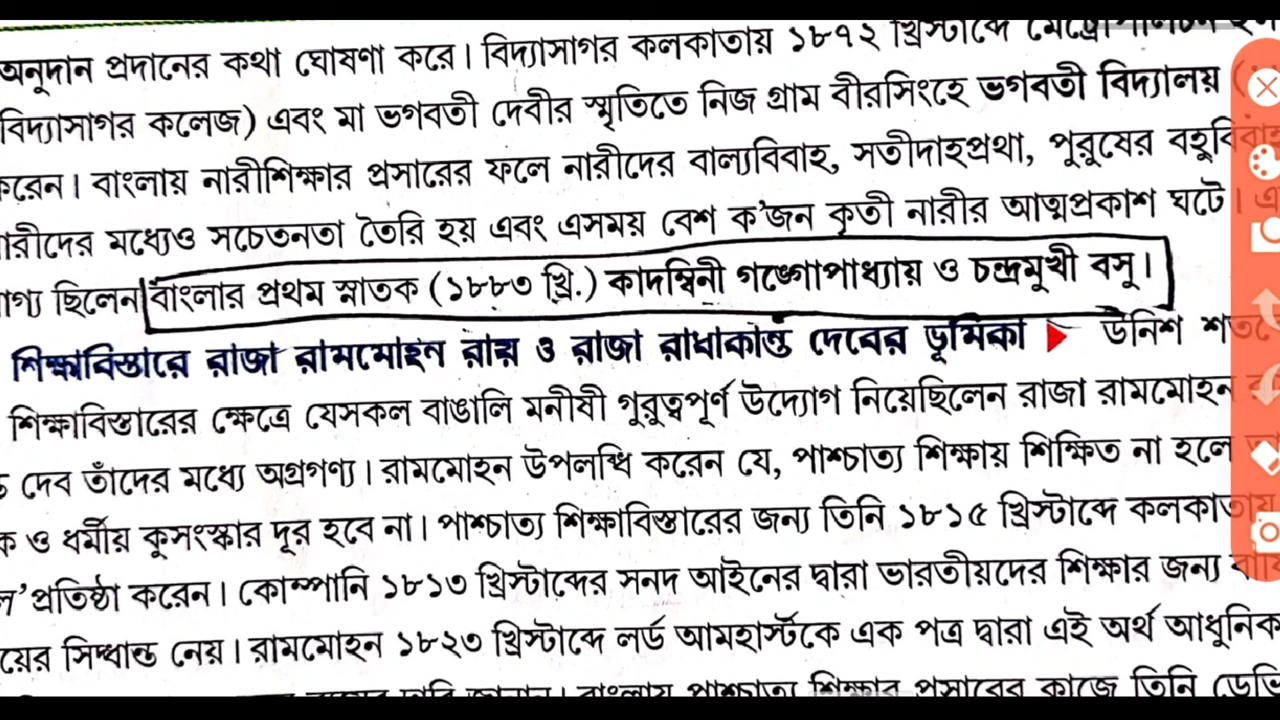 অনুদান প্রদানের কথা ঘোষণা করে। বিদ্যাসাগর কলকাতায় ১৮৭২ খ্রিস্টাব্দে
বিদ্যাসাগর কলেজ) এবং মা ভগবতী দেবীর স্মৃতিতে নিজ গ্রাম বীরসিংহে ভগবতী বিদ্যালয় (
করেন। বাংলায় নারীশিক্ষার প্রসারের ফলে নারীদের বাল্যবিবাহ, সতীদাহপ্রথা, পুরুষের
মধ্যেও সচেতনতা তৈরি হয় এবং এসময় বেশ ক'জন কৃতী নারীর আত্মপ্রকাশ ঘটে।
ছিলেন বাংলার প্রথম স্নাতক (১৮৮৩ খ্রি.) কাদম্বিনী গঙ্গোপাধ্যায় ও চন্দ্রমুখী বসু।
শিক্ষাবিস্তারে রাজা রামমোহন রায় ও রাজা রাধাকান্ত দেবের ভূমিকা ▶ উনিশ
শিক্ষাবিস্তারের ক্ষেত্রে যেসকল বাঙালি মনীষী গুরুত্বপূর্ণ উদ্যোগ নিয়েছিলেন রাজা রামমোহন
দেব তাঁদের মধ্যে অগ্রগণ্য। রামমোহন উপলব্ধি করেন যে, পাশ্চাত্য শিক্ষায় শিক্ষিত না হলে
ও ধর্মীয় কুসংস্কার দূর হবে না। পাশ্চাত্য শিক্ষাবিস্তারের জন্য তিনি ১৮১৫ খ্রিস্টাব্দে কলকাতায়
প্রতিষ্ঠা করেন। কোম্পানি ১৮১৩ খ্রিস্টাব্দের সনদ আইনের দ্বারা ভারতীয়দের শিক্ষার জন্য
সিদ্ধান্ত নেয়। রামমোহন ১৮২৩ খ্রিস্টাব্দে লর্ড আমহার্স্টকে এক পত্র দ্বারা এই অর্থ আধুনিক
বাংলায় পাশ্চাত্য শিক্ষার প্রসারের কাজে তিনি